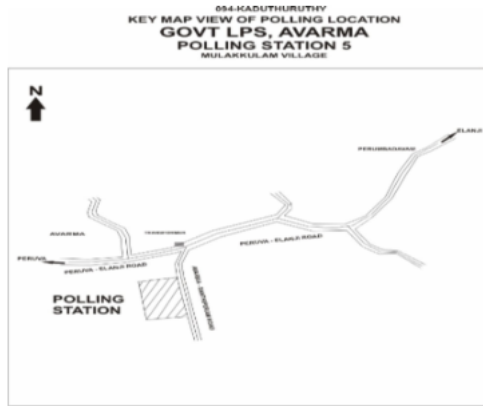 094-KADUTHURUTHY
KEY MAP VIEW OF POLLING LOCATION
GOVT LPS, AVARMA
POLLING STATION 5
MULAKKULAM VILLAGE
N
ELANJI
PERUMBADAVAM
AVARMA
PERUVA - ELANJI ROAD
PERUVA
PERUVA - ELANJI ROAD
POLLING
STATION